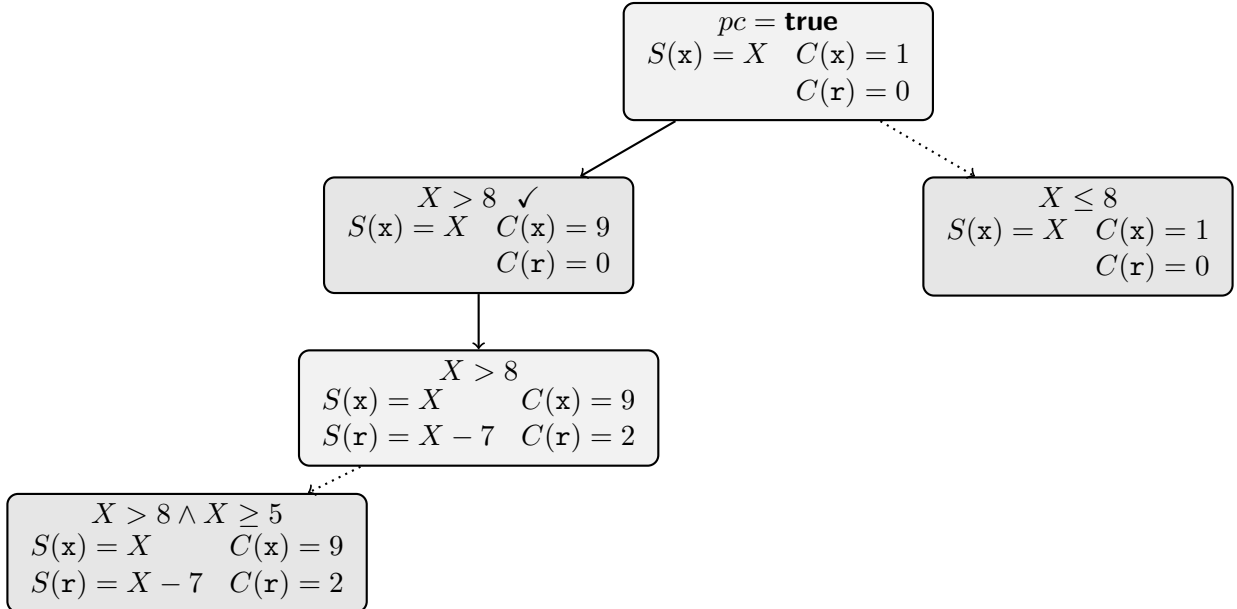 pc = true
S(x) = X C(x) = 1
C(r) = 0
X > 8 ✓
S(x) = X C(x) = 9
C(r) = 0
X ≤ 8
S(x) = X C(x) = 1
C(r) = 0
X > 8
S(x) = X C(x) = 9
S(r) = X − 7 C(r) = 2
X > 8 ∧ X ≥ 5
S(x) = X C(x) = 9
S(r) = X − 7 C(r) = 2